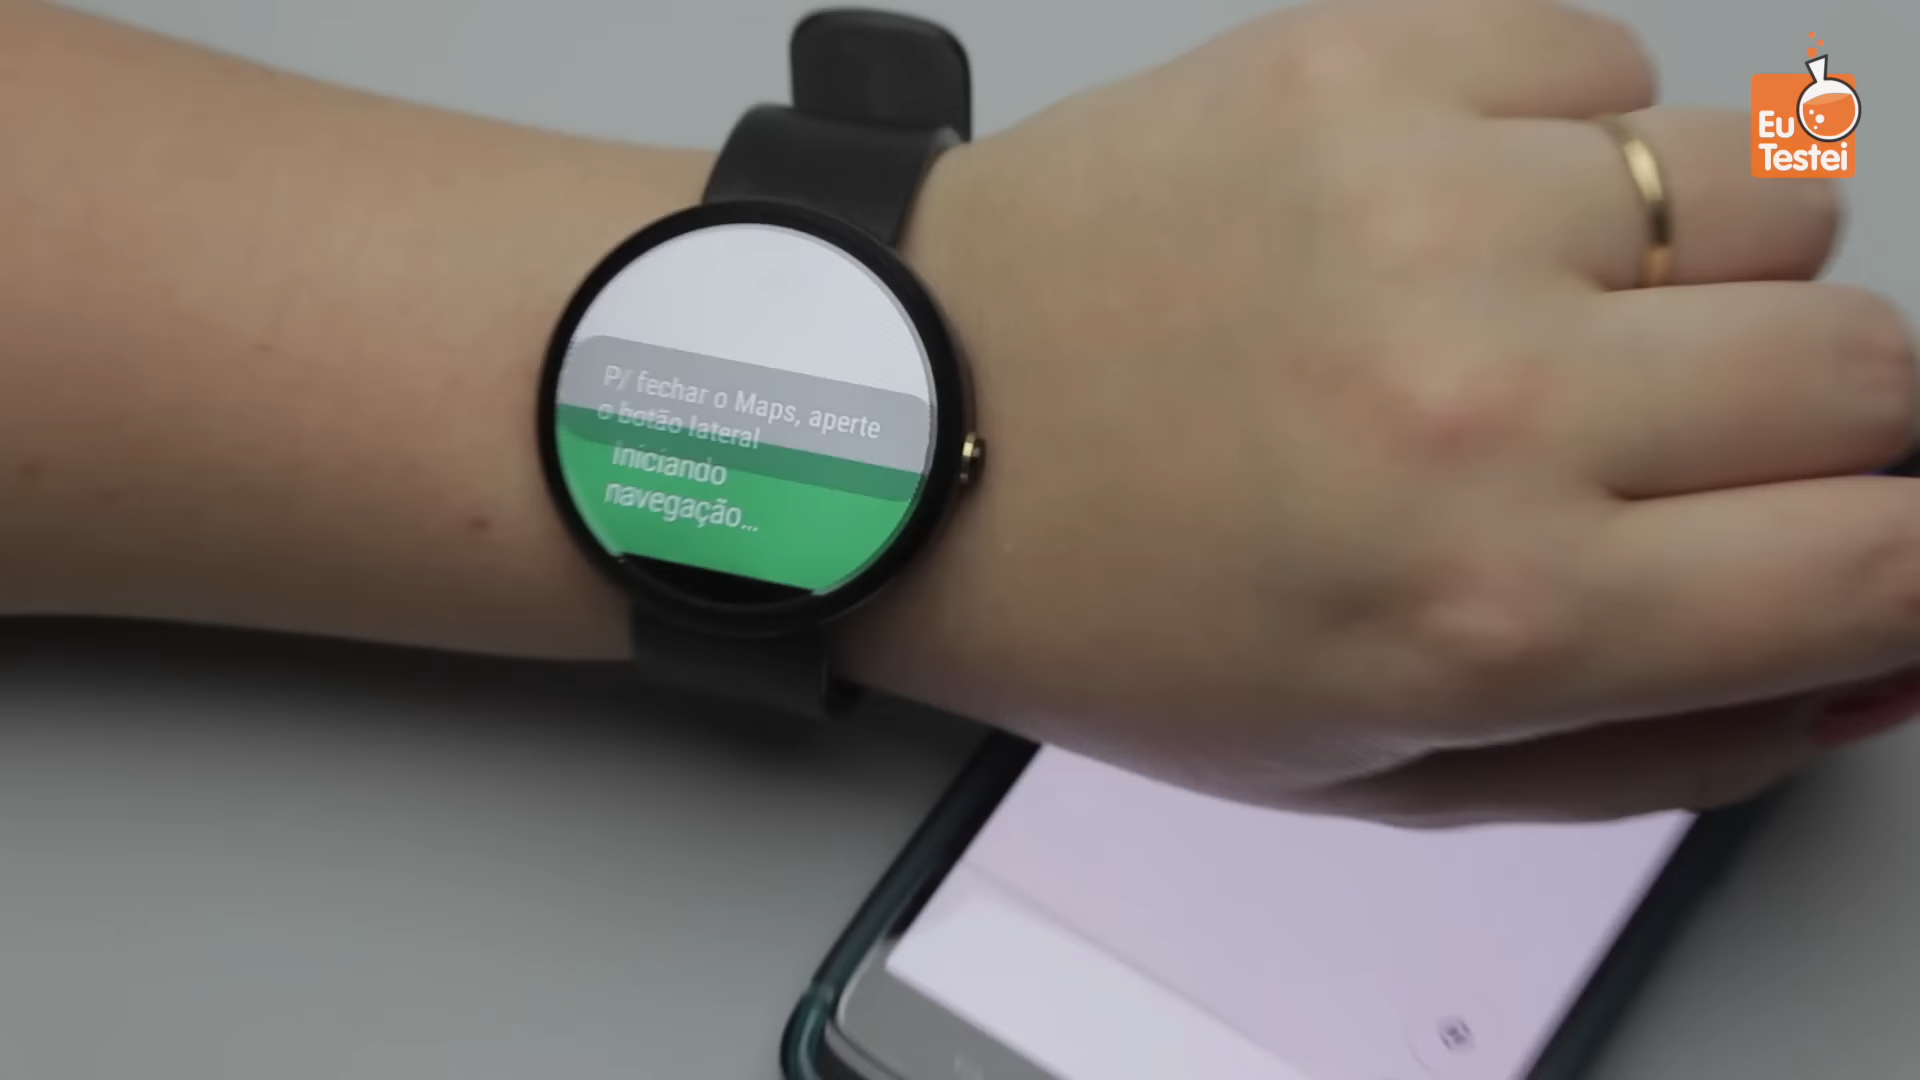 P/ fechar o Maps, aperte
o botão lateral
Iniciando
navegação...
Eu
Testei